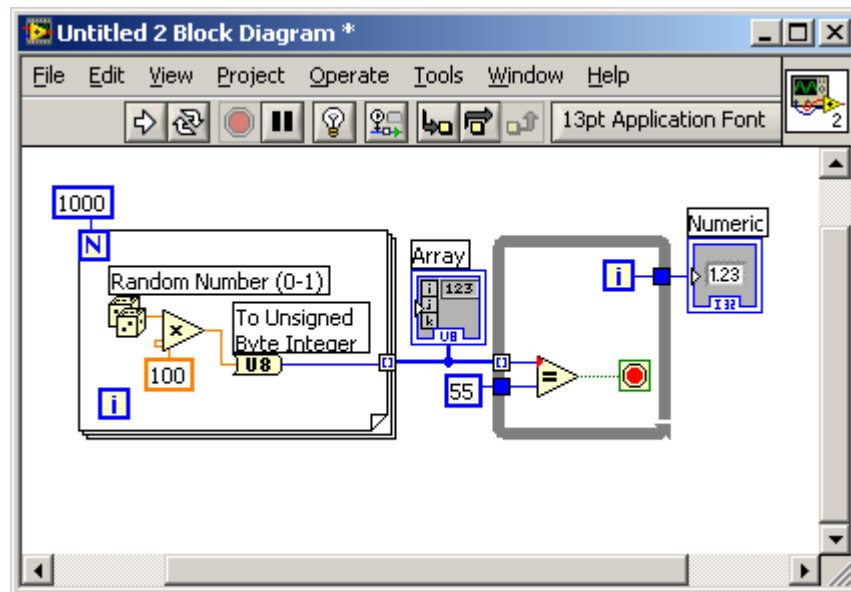 Untitled 2 Block Diagram *
File Edit View Project Operate Tools Window Help
13pt Application Font
2
1000
N
Random Number (0-1)
To Unsigned
Byte Integer
x
100
U8
i
Array
i 123
j
k
U8
55
=
i
Numeric
1.23
I32